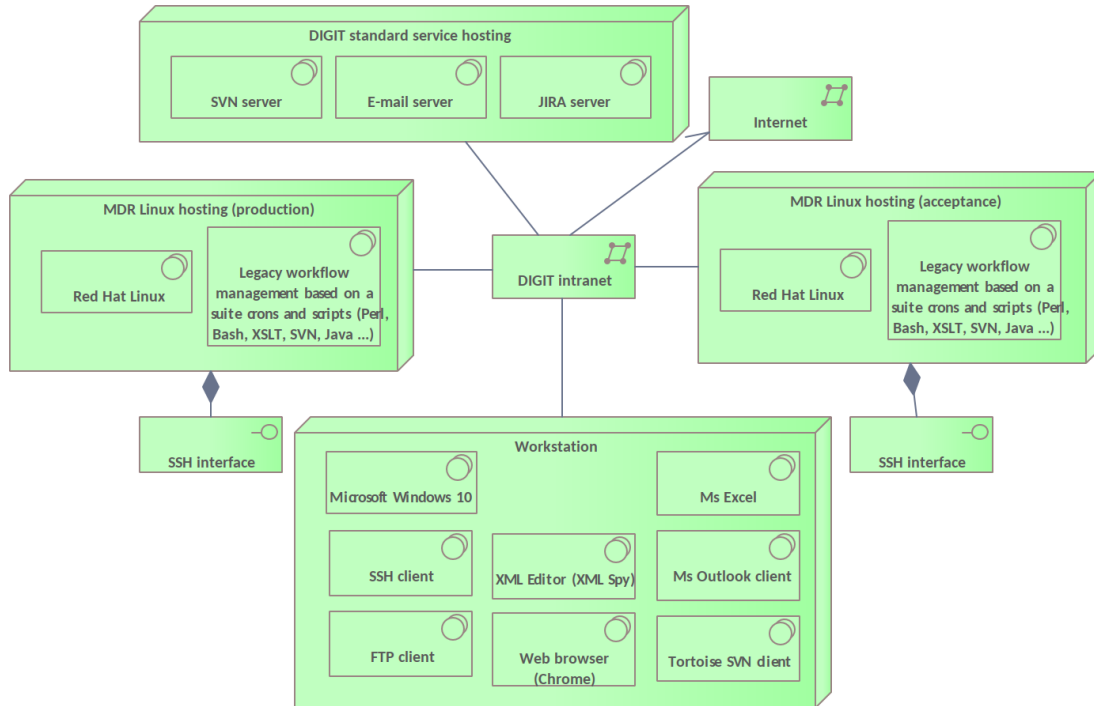 DIGIT standard service hosting
SVN server
E-mail server
JIRA server
Internet
MDR Linux hosting (production)
Red Hat Linux
Legacy workflow
management based on a
suite crons and scripts (Perl,
Bash, XSLT, SVN, Java ...)
DIGIT intranet
MDR Linux hosting (acceptance)
Red Hat Linux
Legacy workflow
management based on a
suite crons and scripts (Perl,
Bash, XSLT, SVN, Java ...)
SSH interface
SSH interface
Workstation
Microsoft Windows 10
Ms Excel
SSH client
XML Editor (XML Spy)
Ms Outlook client
FTP client
Web browser
(Chrome)
Tortoise SVN client